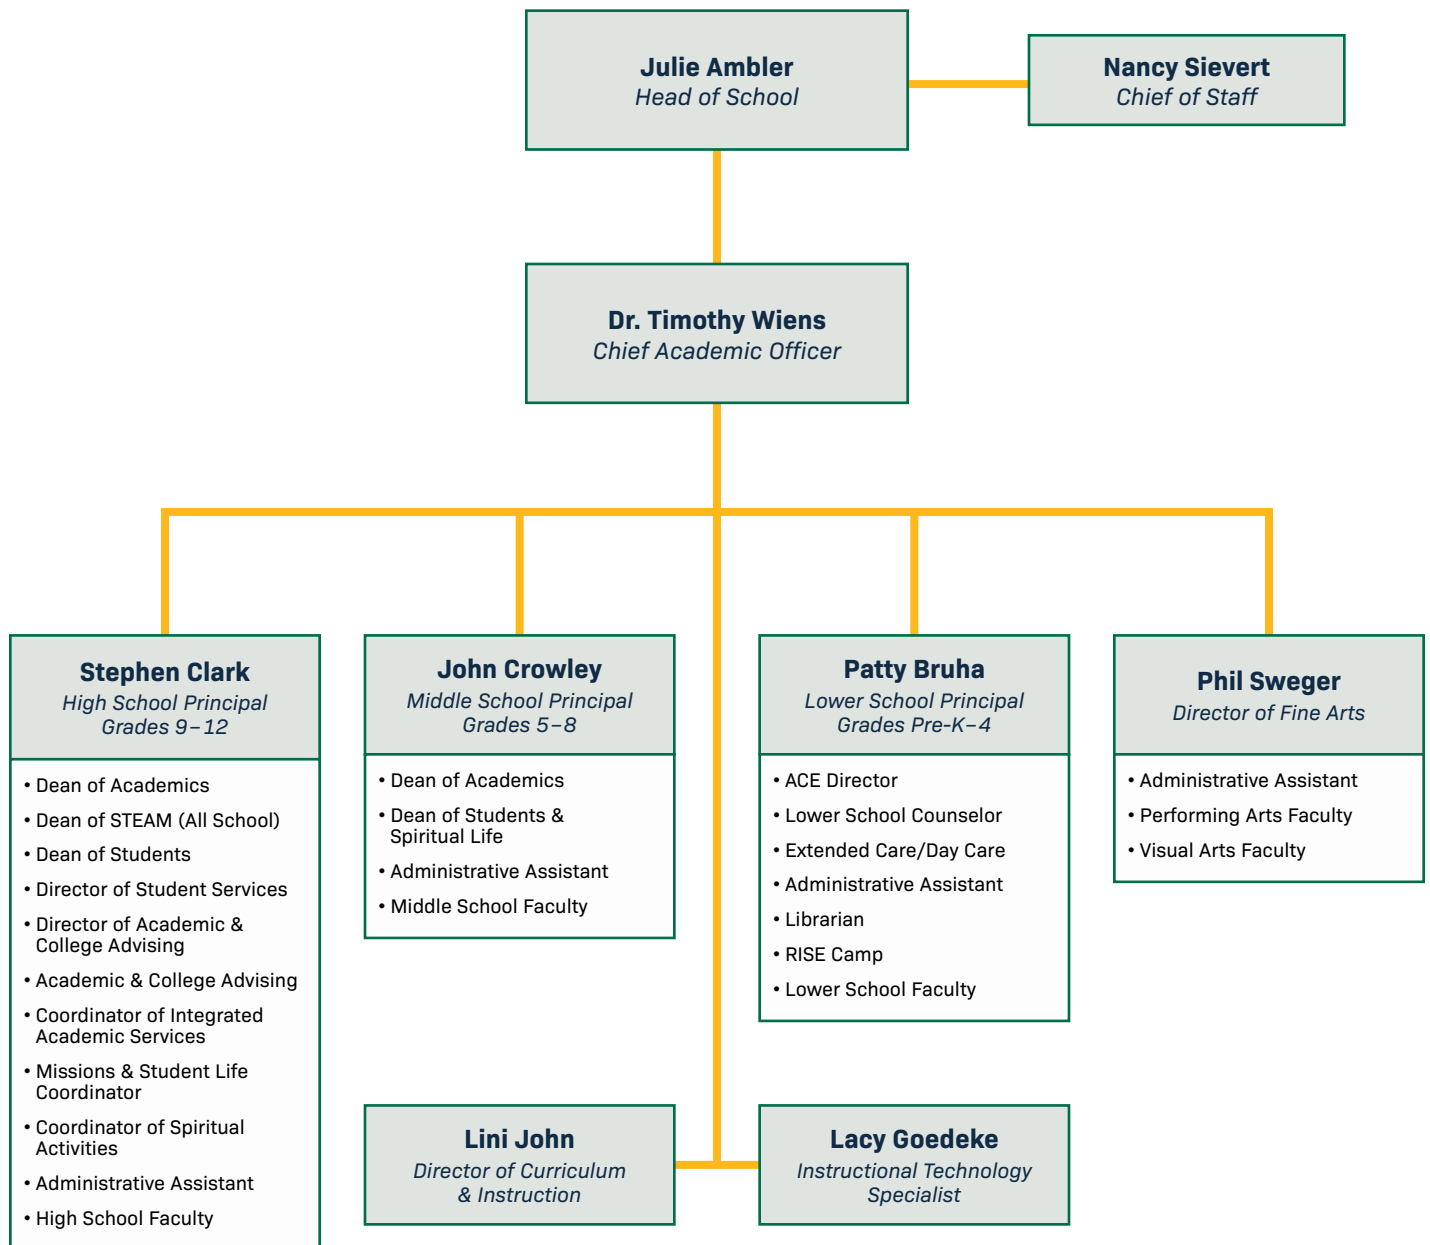 Julie Ambler
Head of School
Nancy Sievert
Chief of Staff
Dr. Timothy Wiens
Chief Academic Officer
Stephen Clark
High School Principal
Grades 9–12
• Dean of Academics
• Dean of STEAM (All School)
• Dean of Students
• Director of Student Services
• Director of Academic &
College Advising
• Academic & College Advising
• Coordinator of Integrated
Academic Services
• Missions & Student Life
Coordinator
• Coordinator of Spiritual
Activities
• Administrative Assistant
• High School Faculty
John Crowley
Middle School Principal
Grades 5–8
• Dean of Academics
• Dean of Students &
Spiritual Life
• Administrative Assistant
• Middle School Faculty
Patty Bruha
Lower School Principal
Grades Pre-K–4
• ACE Director
• Lower School Counselor
• Extended Care/Day Care
• Administrative Assistant
• Librarian
• RISE Camp
• Lower School Faculty
Phil Sweger
Director of Fine Arts
• Administrative Assistant
• Performing Arts Faculty
• Visual Arts Faculty
Lini John
Director of Curriculum
& Instruction
Lacy Goedeke
Instructional Technology
Specialist